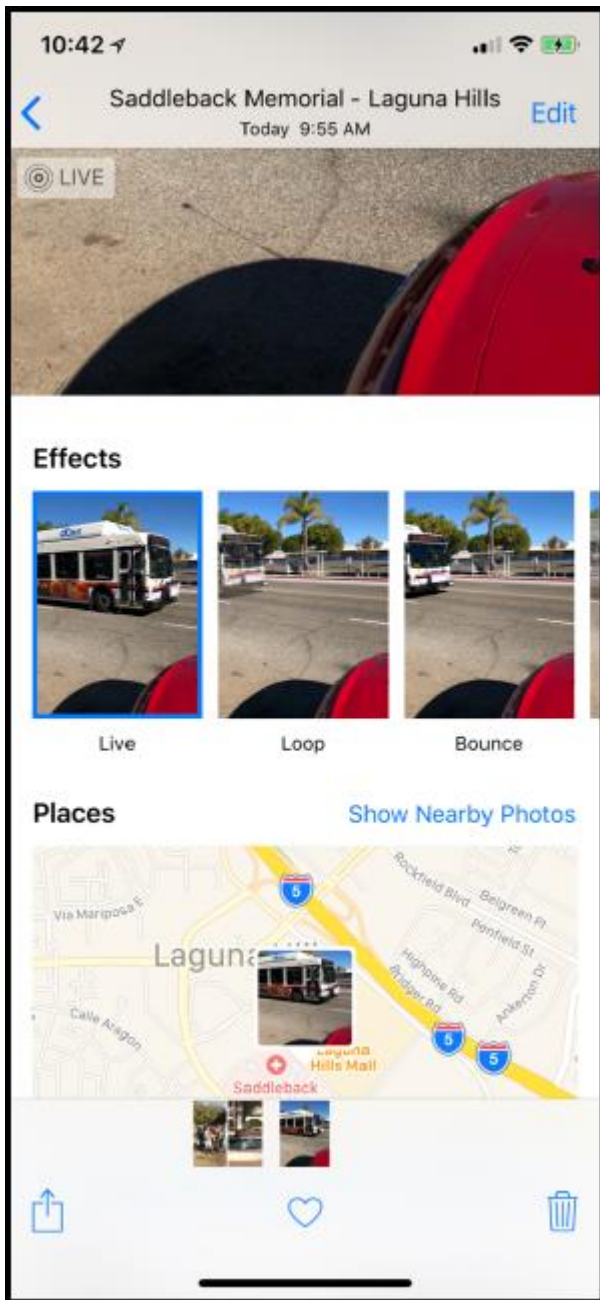 10:42
Saddleback Memorial - Laguna Hills
Edit
Today 9:55 AM
LIVE
Effects
Live
Loop
Bounce
Places
Show Nearby Photos
5
Rockfield Blvd
Belgreen Pl
Via Mariposa E
Penfield St
Laguna
Highpine Rd
Ankerton Dr
Bridger Rd
Calle Aragon
5
5
Laguna
Hills Mall
Saddleback